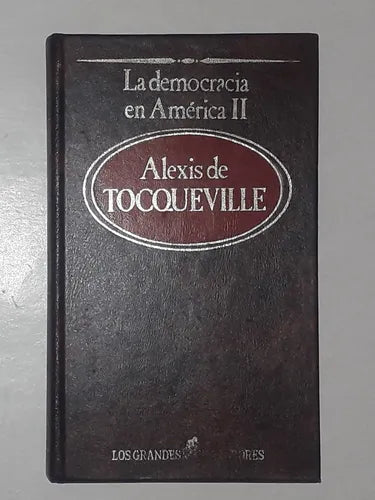 La democracia
en América II
Alexis de
TOCQUEVILLE
LOS GRANDES